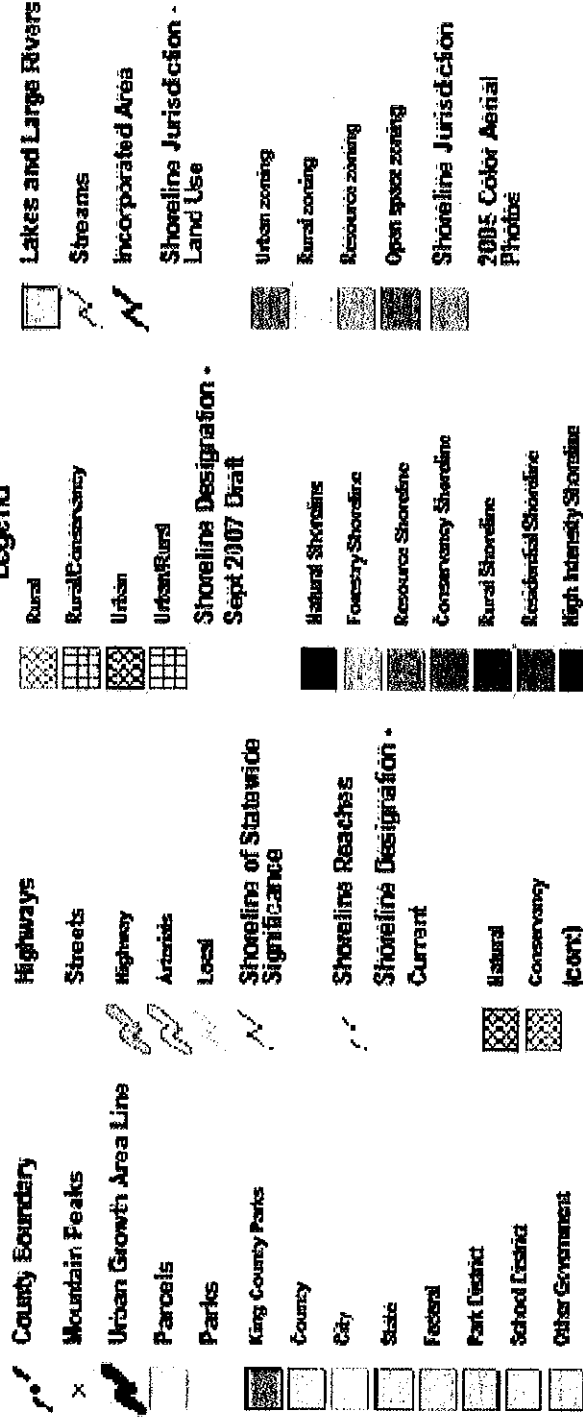 Legend
County Boundary
Mountain Peaks
Urban Growth Area Line
Parcels
Parks
King County Parks
County
City
State
Federal
Park District
School District
Other Government
Highways
Streets
Highway
Arterials
Local
Shoreline of Statewide
Significance
Shoreline Reaches
Shoreline Designation -
Current
Natural
Conservancy
(cont)
Rural
Rural/Conservancy
Urban
Urban/Rural
Shoreline Designation -
Sept 2007 Draft
Natural Shoreline
Forestry Shoreline
Resource Shoreline
Conservancy Shoreline
Rural Shoreline
Residential Shoreline
High Intensity Shoreline
Lakes and Large Rivers
Streams
Incorporated Area
Shoreline Jurisdiction -
Land Use
Urban zoning
Rural zoning
Resource zoning
Open space zoning
Shoreline Jurisdiction
2005 Color Aerial
Photos